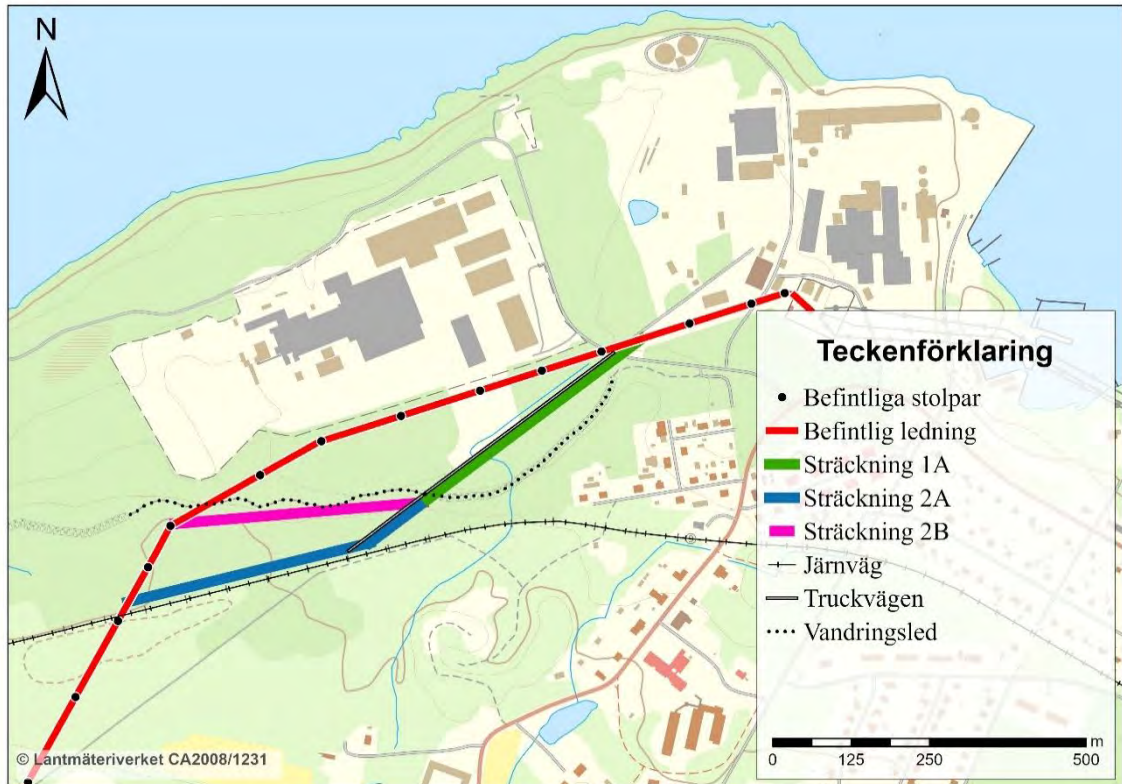 N
Teckenförklaring
Befintliga stolpar
Befintlig ledning
Sträckning 1A
Sträckning 2A
Sträckning 2B
Järnväg
Truckvägen
Vandringsled
m
0 125 250 500
© Lantmäteriverket CA2008/1231